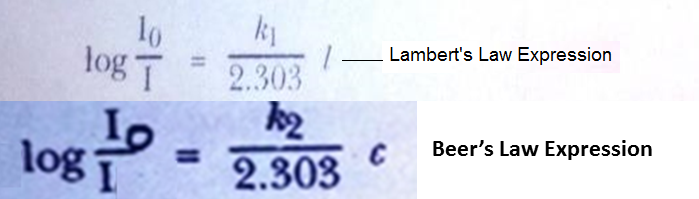 log I₀/I = k₁/2.303 l Lambert's Law Expression
log I₀/I = k₂/2.303 c Beer's Law Expression